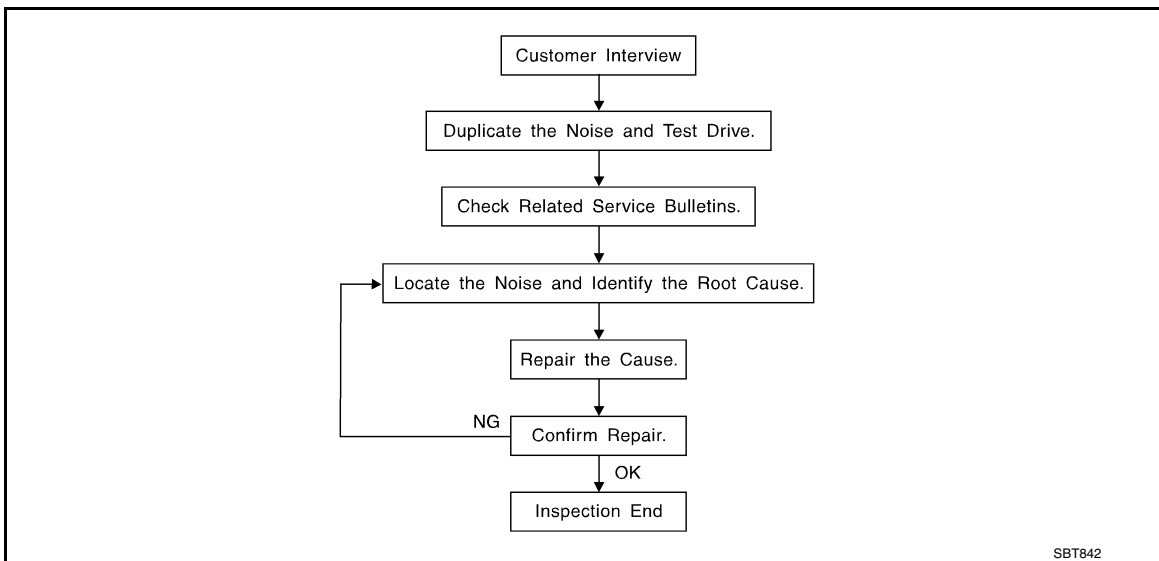 Customer Interview
Duplicate the Noise and Test Drive.
Check Related Service Bulletins.
Locate the Noise and Identify the Root Cause.
Repair the Cause.
NG
Confirm Repair.
OK
Inspection End
SBT842